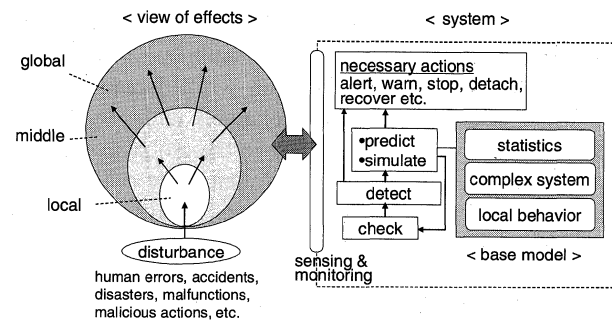 < view of effects >
global
middle
local
disturbance
human errors, accidents,
disasters, malfunctions,
malicious actions, etc.
< system >
necessary actions
alert, warn, stop, detach,
recover etc.
•predict
•simulate
detect
check
sensing &
monitoring
statistics
complex system
local behavior
< base model >